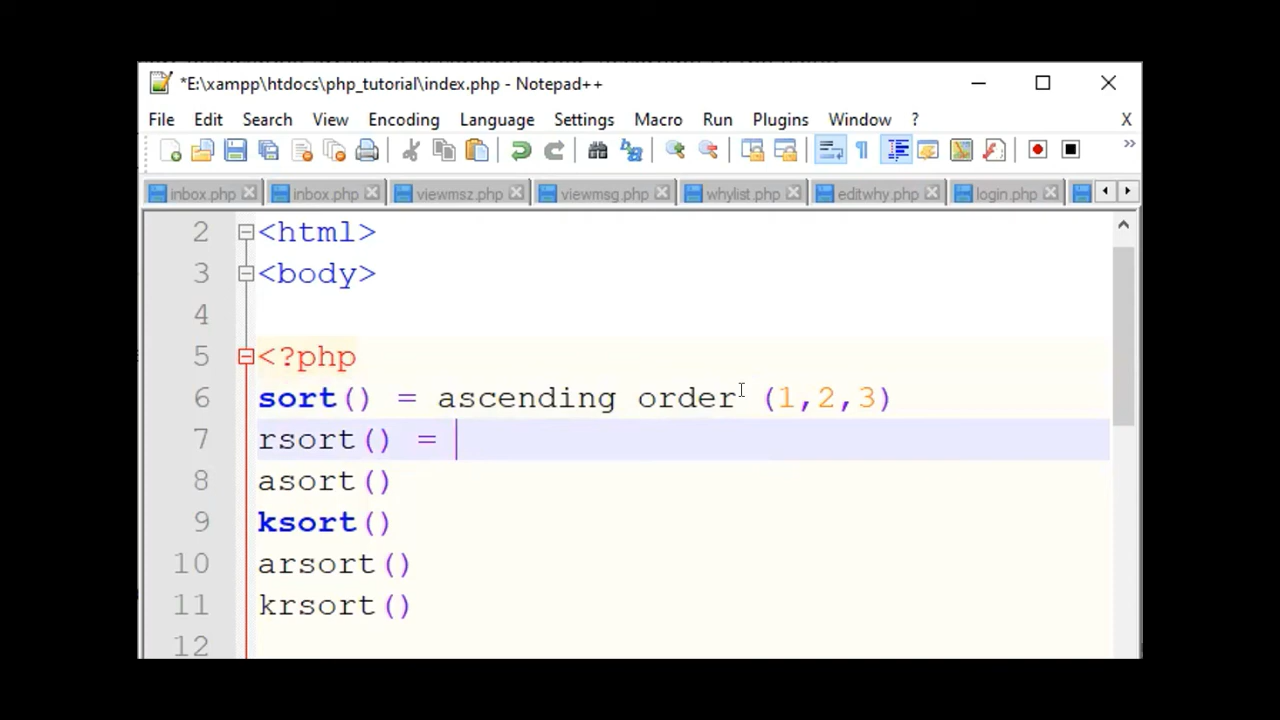 *E:\xampp\htdocs\php_tutorial\index.php - Notepad++
File Edit Search View Encoding Language Settings Macro Run Plugins Window ? X
inbox.php inbox.php viewmsz.php viewmsg.php whylist.php editwhy.php login.php
2 <html>
3 <body>
4
5 <?php
6 sort() = ascending order (1,2,3)
7 rsort() =
8 asort()
9 ksort()
10 arsort()
11 krsort()
12